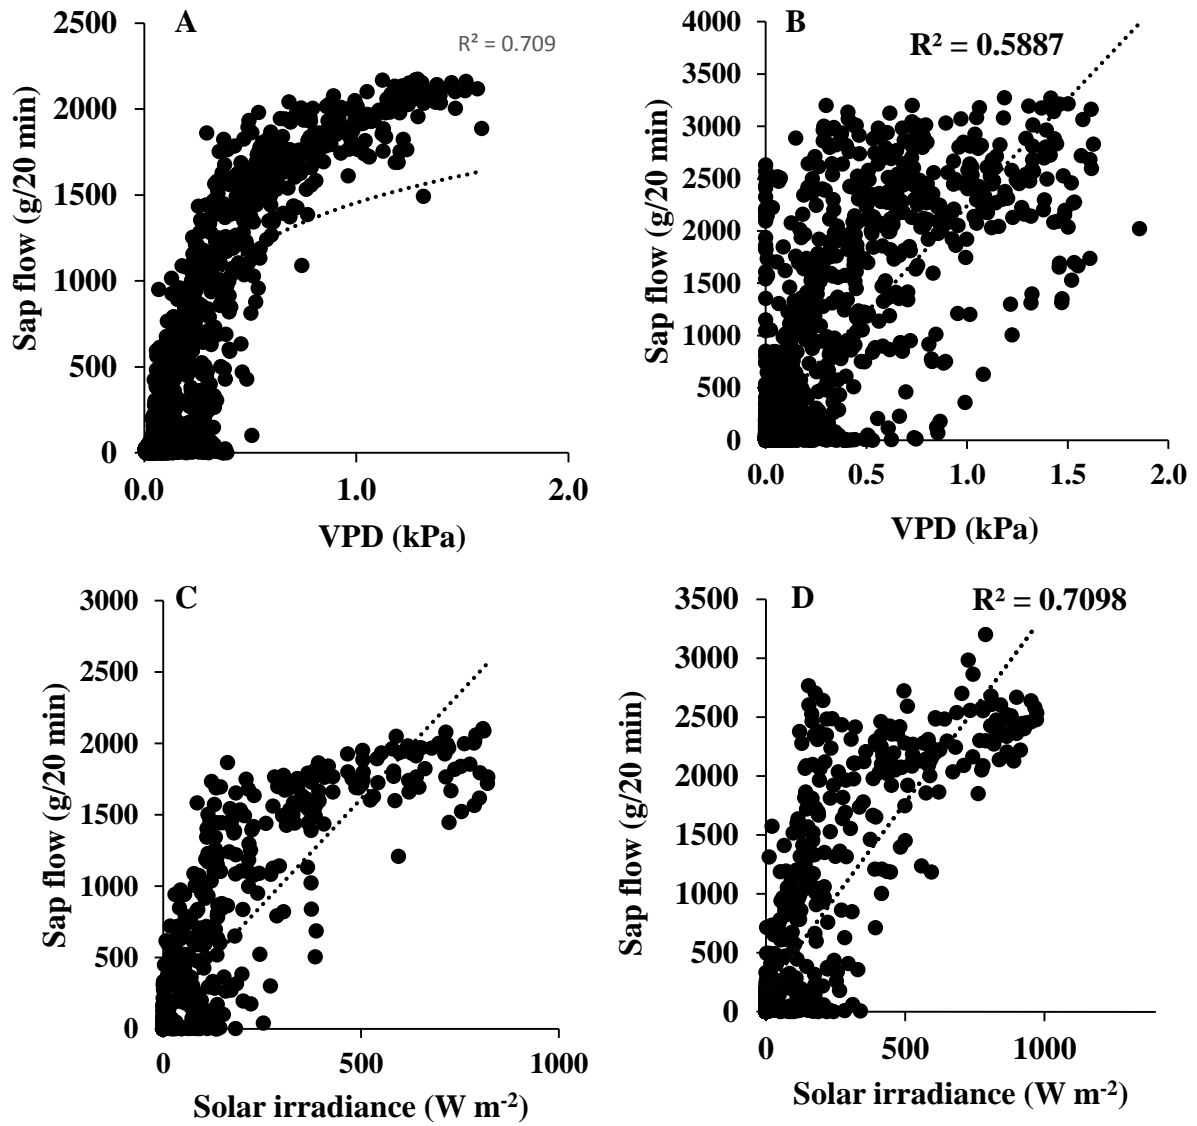 A
R² = 0.709
2500
2000
1500
1000
500
0
0.0
1.0
2.0
Sap flow (g/20 min)
VPD (kPa)
B
R² = 0.5887
4000
3500
3000
2500
2000
1500
1000
500
0
0.0
0.5
1.0
1.5
2.0
Sap flow (g/20 min)
VPD (kPa)
C
3000
2500
2000
1500
1000
500
0
0
500
1000
Sap flow (g/20 min)
Solar irradiance (W m⁻²)
D
R² = 0.7098
3500
3000
2500
2000
1500
1000
500
0
0
500
1000
Sap flow (g/20 min)
Solar irradiance (W m⁻²)